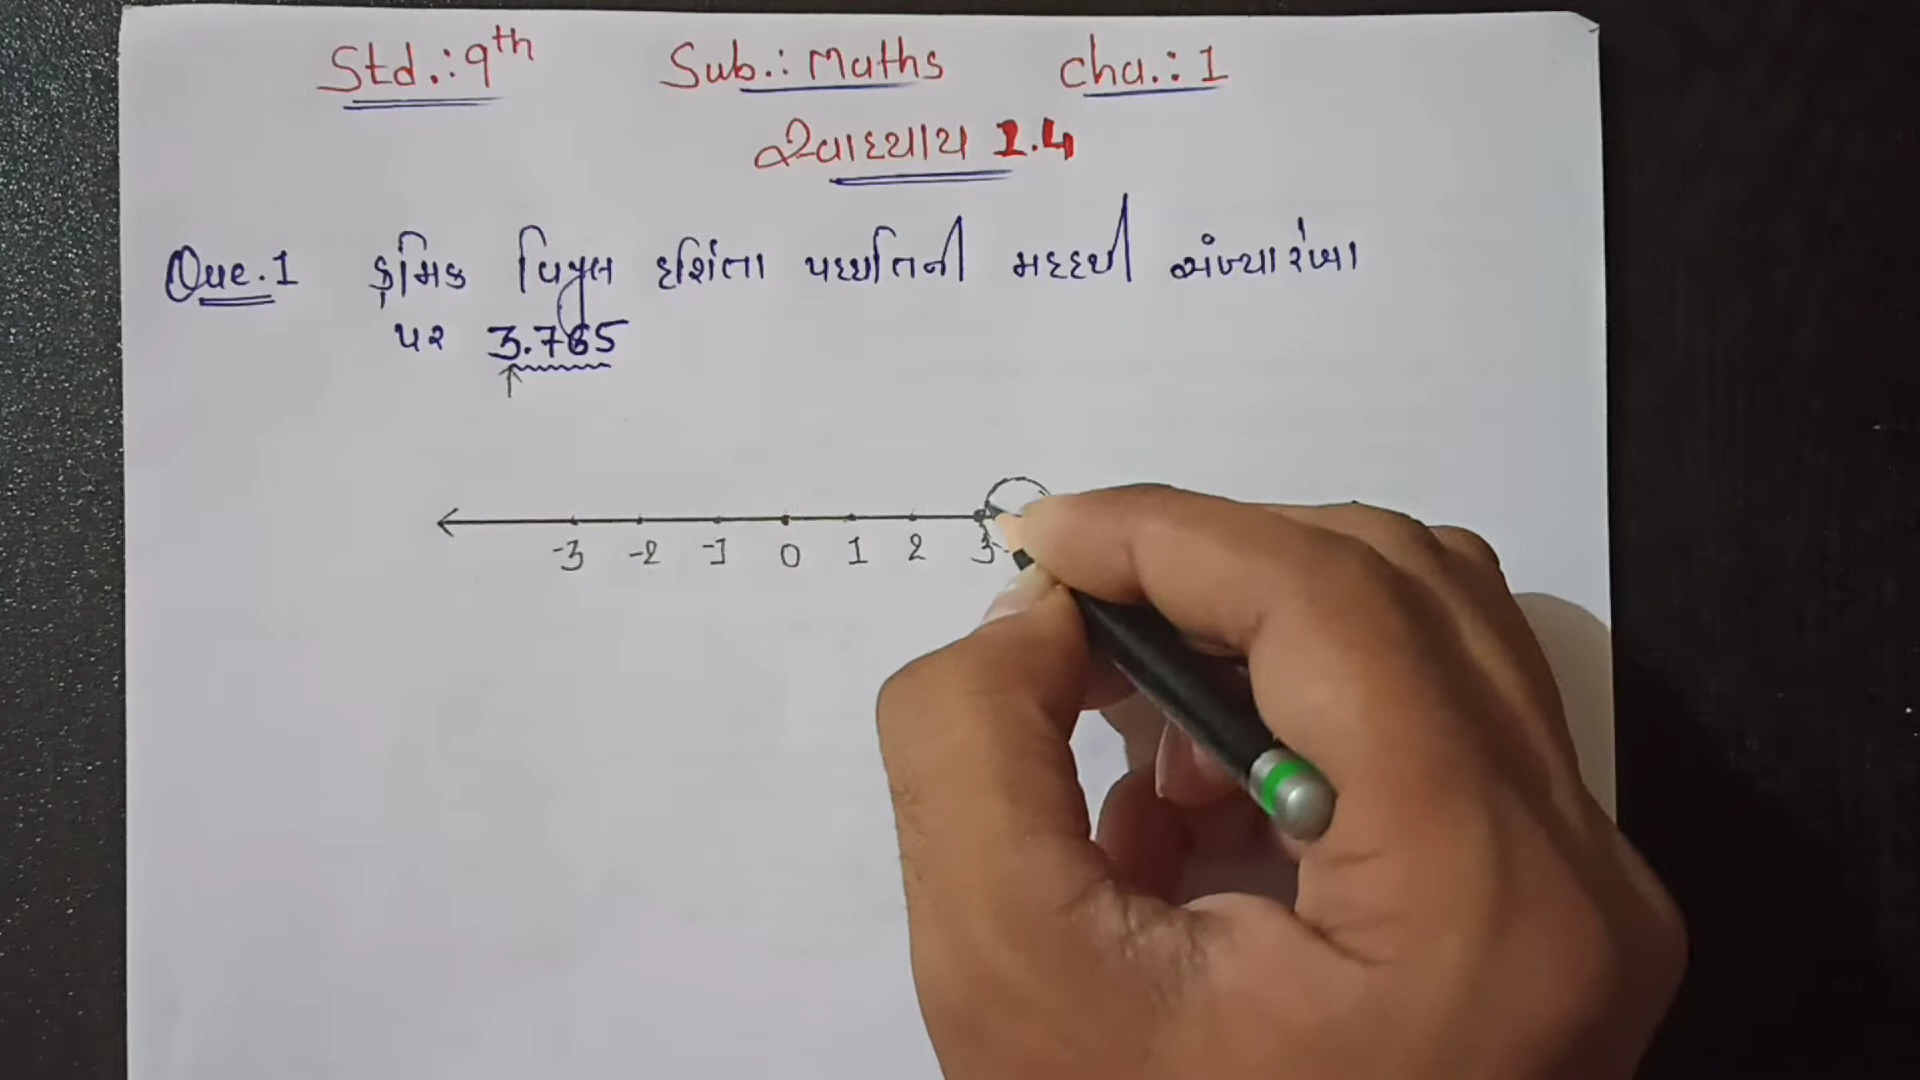 Std.: 9th Sub.: Maths Cha.: 1
સ્વાધ્યાય 1.4
Que.1 ક્રમિક વિપુલ દર્શિતા પધ્ધતિની મદદથી સંખ્યારેખા
પર 3.765
-3 -2 -1 0 1 2 3